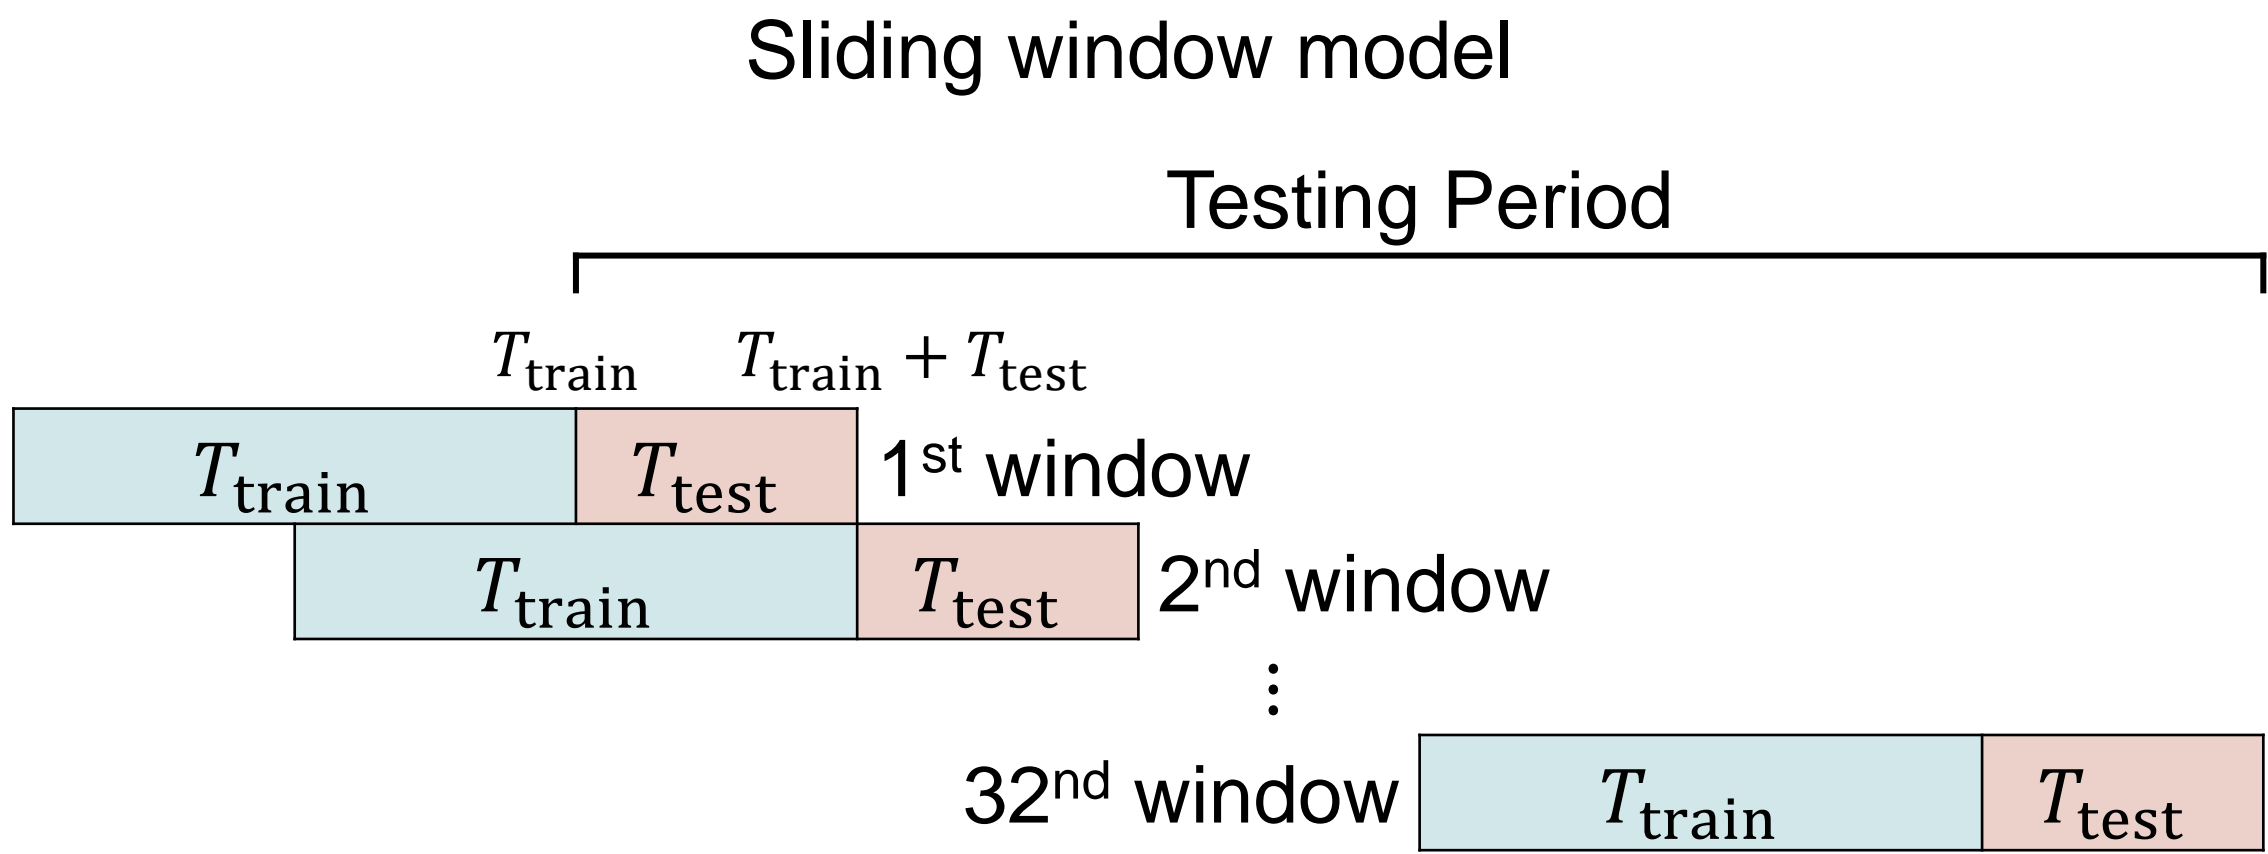 Sliding window model
Testing Period
T_train T_train + T_test
T_train T_test 1st window
T_train T_test 2nd window
⋮
32nd window T_train T_test